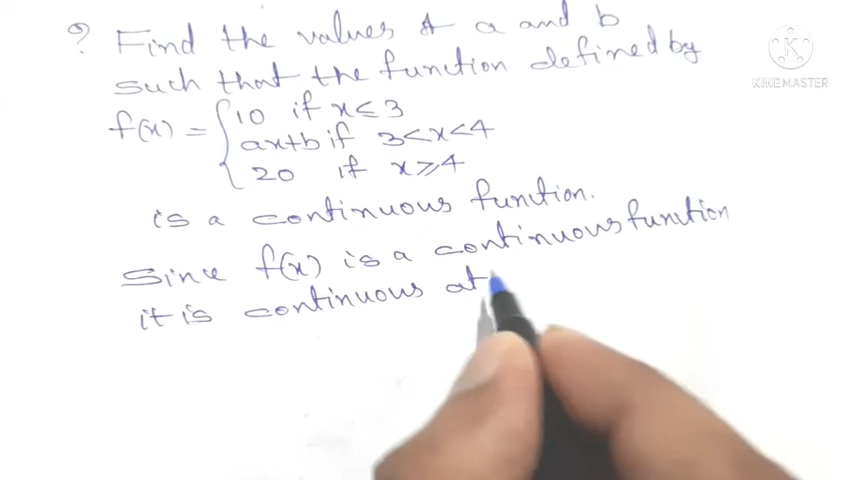 ? Find the values of a and b
such that the function defined by
f(x) = { 10 if x ≤ 3
ax+b if 3<x<4
20 if x ≥ 4
is a continuous function.
Since f(x) is a continuous function
it is continuous at
K
KINEMASTER